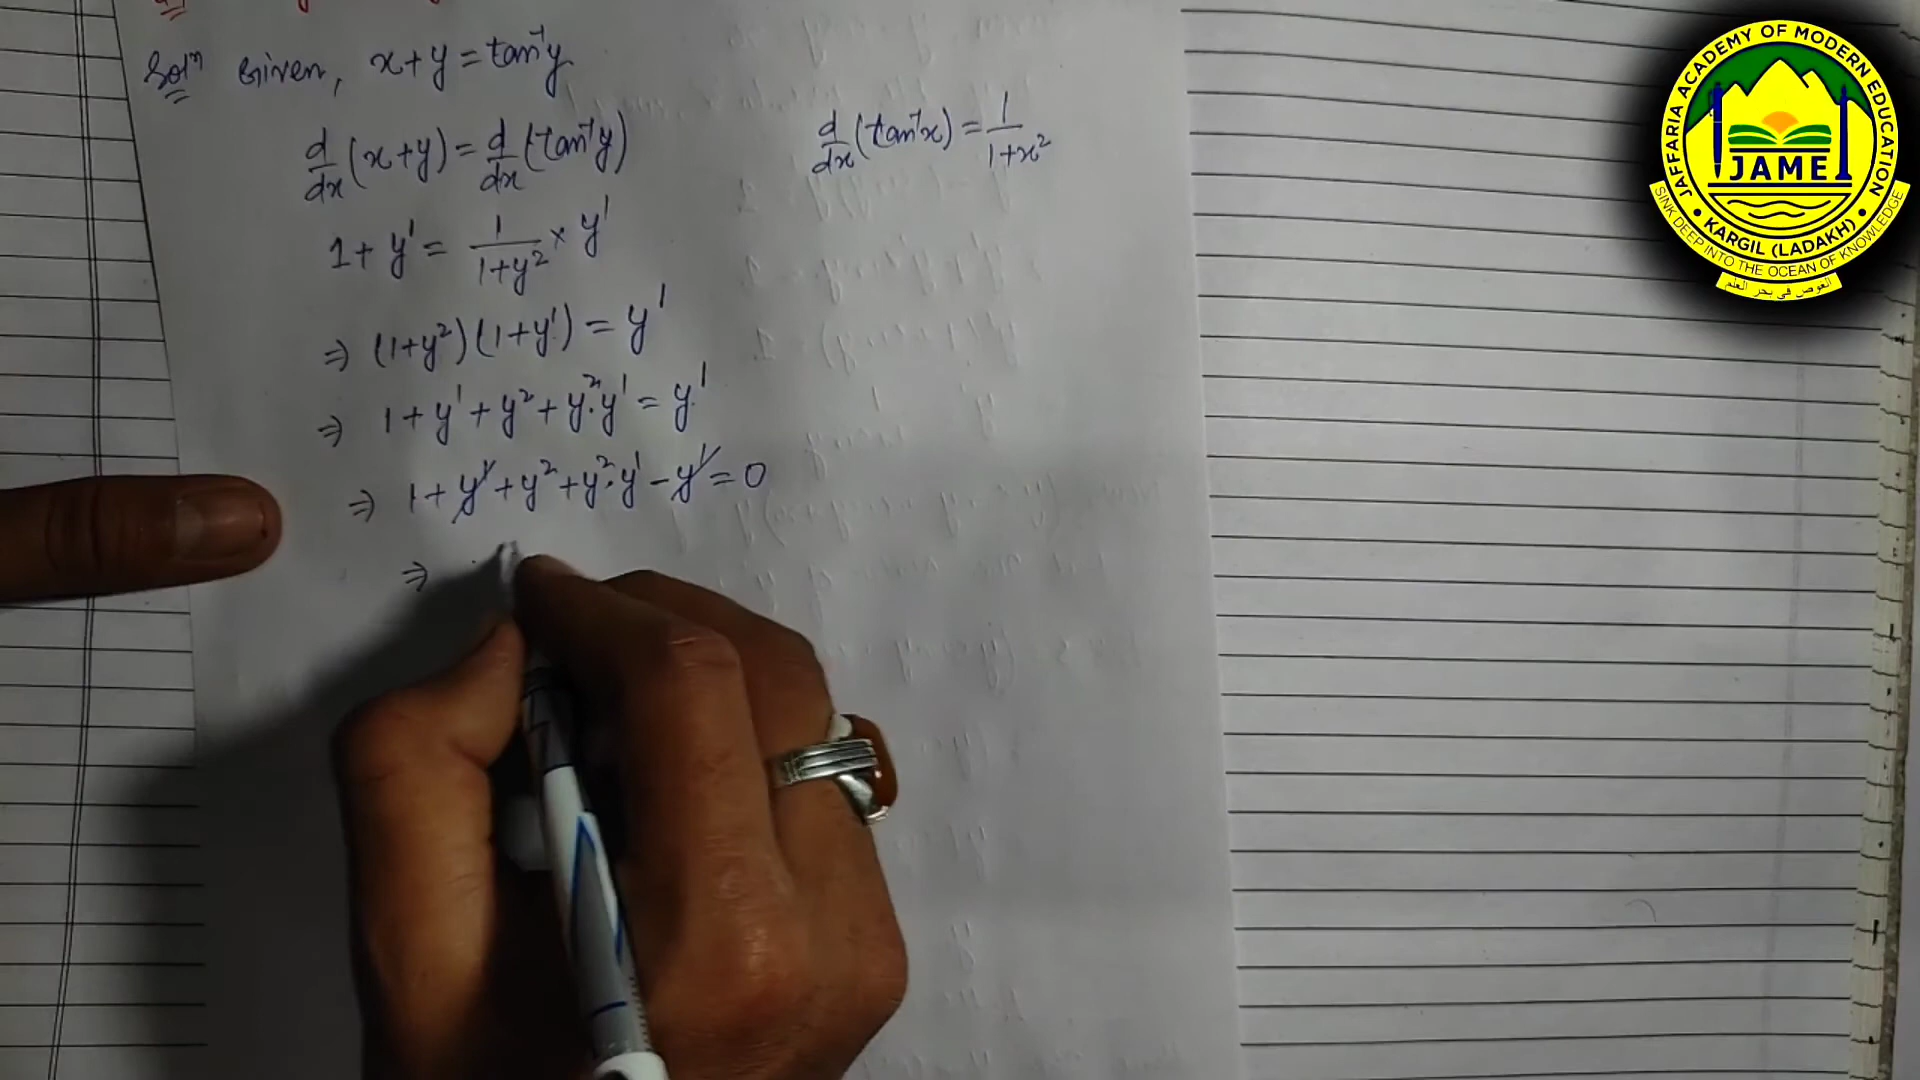 Solⁿ Given, x+y = tan⁻¹y
d/dx (x+y) = d/dx (tan⁻¹y)
d/dx (tan⁻¹x) = 1/1+x²
1 + y' = 1/1+y² × y'
⇒ (1+y²)(1+y') = y'
⇒ 1 + y' + y² + y².y' = y'
⇒ 1 + y' + y² + y².y' - y' = 0
⇒
JAFFARIA ACADEMY OF MODERN EDUCATION
JAME
• KARGIL (LADAKH) •
SINK DEEP INTO THE OCEAN OF KNOWLEDGE
الغوص في بحر العلم